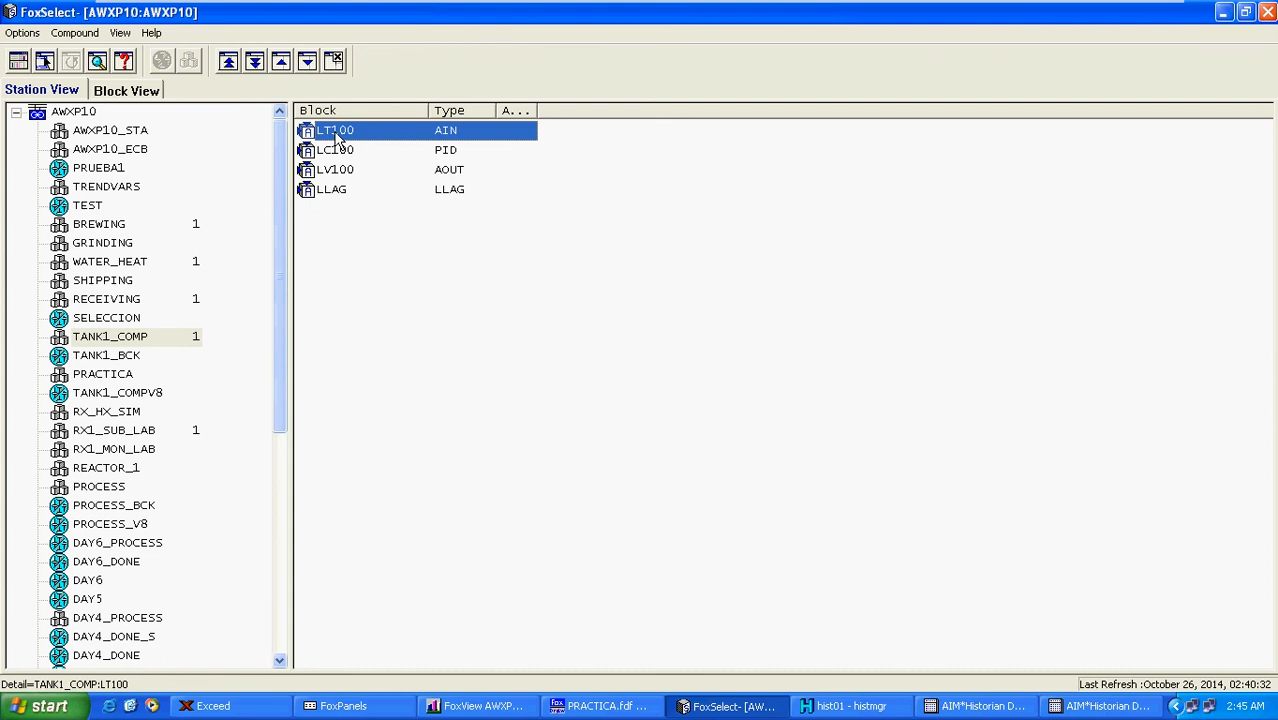 FoxSelect- [AWXP10:AWXP10]
Options Compound View Help
Station View Block View
AWXP10
AWXP10_STA
AWXP10_ECB
PRUEBA1
TRENDVARS
TEST
BREWING 1
GRINDING
WATER_HEAT 1
SHIPPING
RECEIVING 1
SELECCION
TANK1_COMP 1
TANK1_BCK
PRACTICA
TANK1_COMPV8
RX_HX_SIM
RX1_SUB_LAB 1
RX1_MON_LAB
REACTOR_1
PROCESS
PROCESS_BCK
PROCESS_V8
DAY6_PROCESS
DAY6_DONE
DAY6
DAY5
DAY4_PROCESS
DAY4_DONE_S
DAY4_DONE
Block Type A...
LT100 AIN
LC100 PID
LV100 AOUT
LLAG LLAG
Detail=TANK1_COMP:LT100
Last Refresh :October 26, 2014, 02:40:32
start Exceed FoxPanels FoxView AWXP... PRACTICA.fdf ... FoxSelect- [AW... hist01 - histmgr AIM*Historian D... AIM*Historian D... 2:45 AM